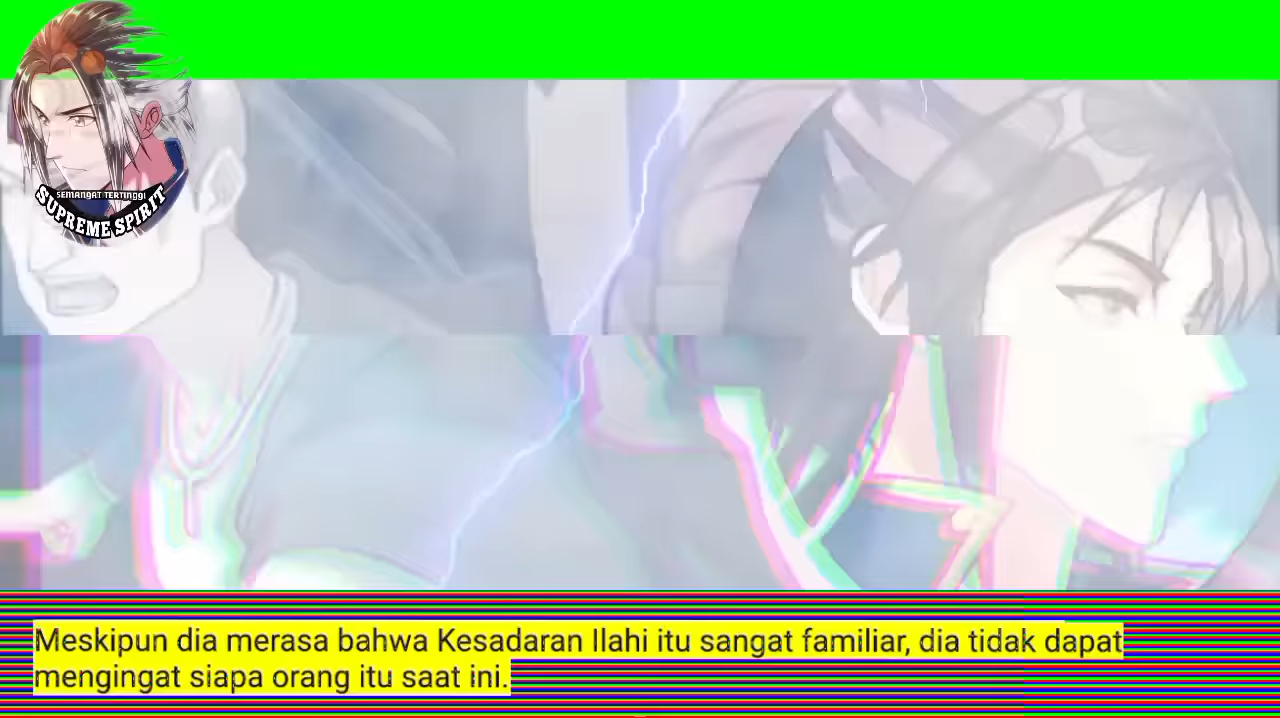 SEMANGAT TERTINGGI
SUPREME SPIRIT
Meskipun dia merasa bahwa Kesadaran Ilahi itu sangat familiar, dia tidak dapat
mengingat siapa orang itu saat ini.